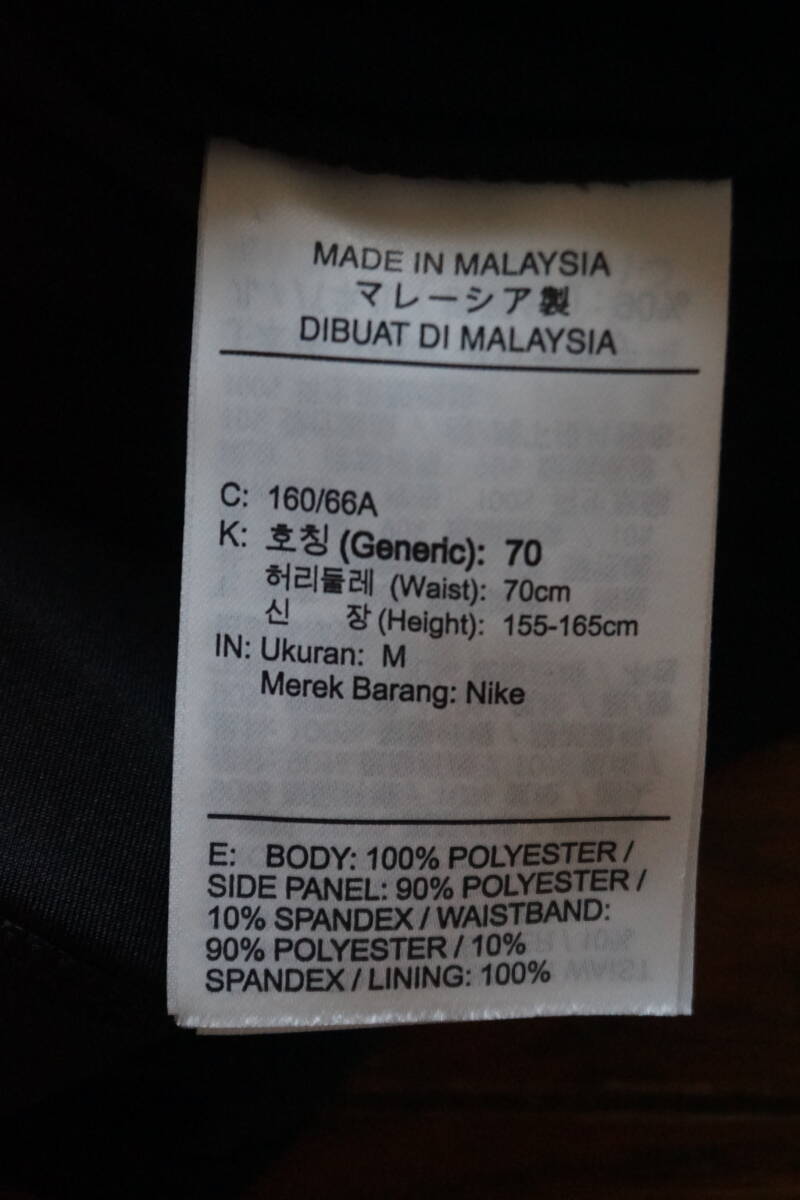 MADE IN MALAYSIA
マレーシア製
DIBUAT DI MALAYSIA
C: 160/66A
K: 호칭 (Generic): 70
허리둘레 (Waist): 70cm
신 장 (Height): 155-165cm
IN: Ukuran: M
Merek Barang: Nike
E: BODY: 100% POLYESTER /
SIDE PANEL: 90% POLYESTER /
10% SPANDEX / WAISTBAND:
90% POLYESTER / 10%
SPANDEX / LINING: 100%